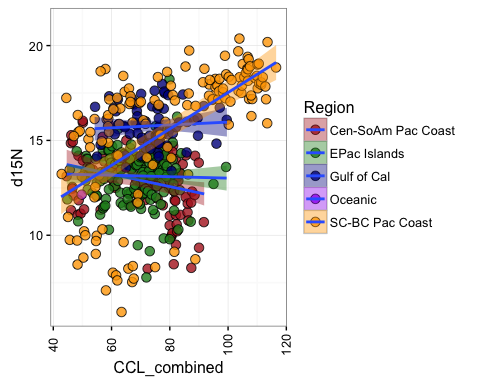 20
15
10
d15N
40
60
80
100
120
CCL_combined
Region
Cen-SoAm Pac Coast
EPac Islands
Gulf of Cal
Oceanic
SC-BC Pac Coast